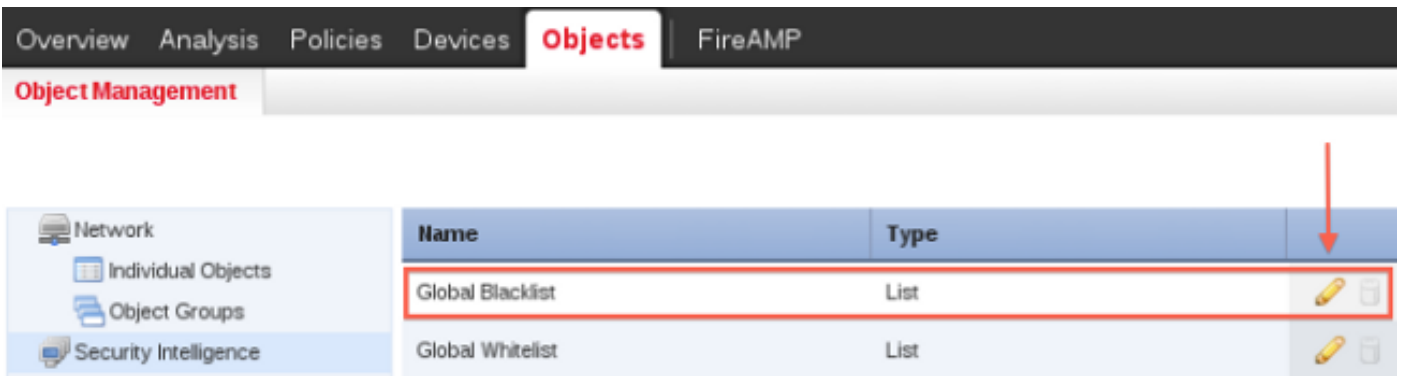 Overview Analysis Policies Devices Objects FireAMP
Object Management
Network
Individual Objects
Object Groups
Security Intelligence
Name Type
Global Blacklist List
Global Whitelist List